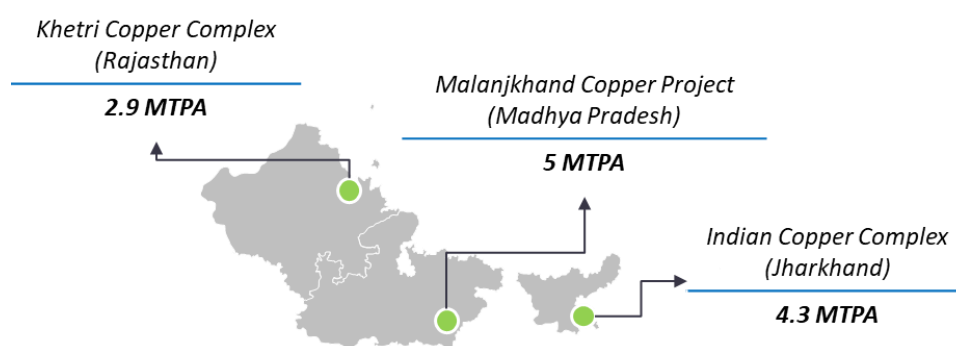 Khetri Copper Complex
(Rajasthan)
2.9 MTPA
Malanjkhand Copper Project
(Madhya Pradesh)
5 MTPA
Indian Copper Complex
(Jharkhand)
4.3 MTPA